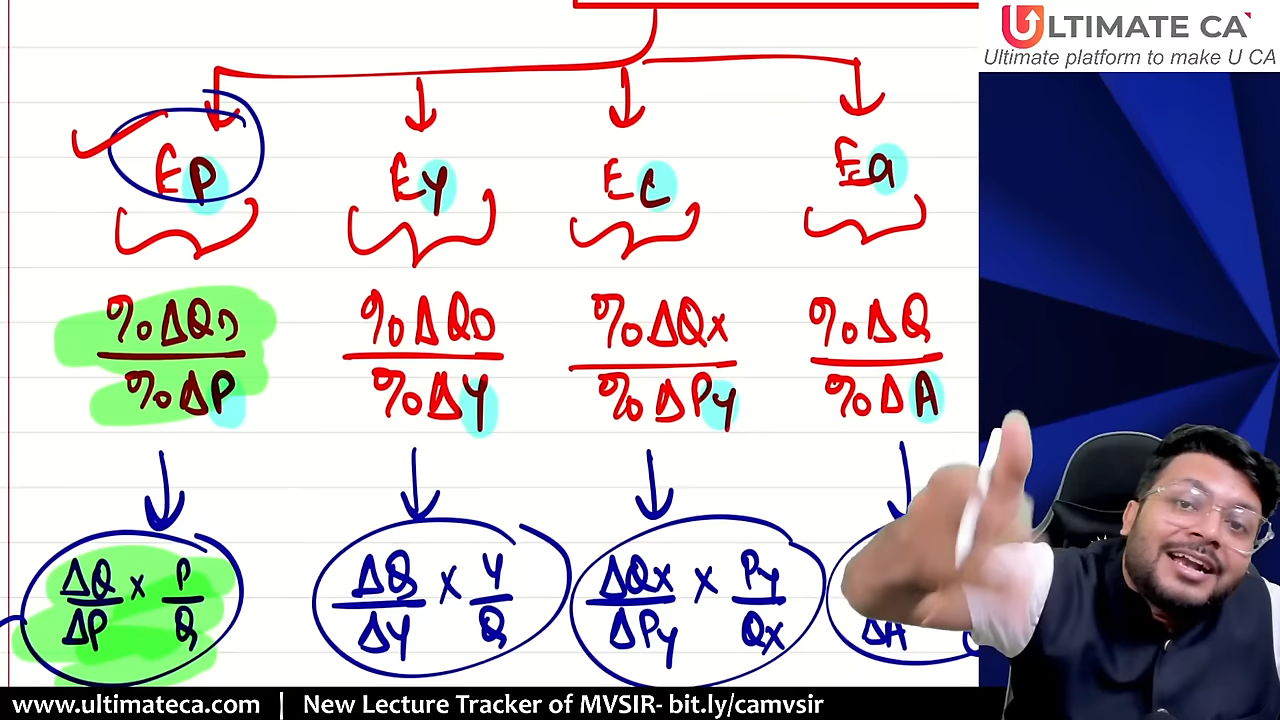 ULTIMATE CA
Ultimate platform to make U CA
EP EY EC Ea
%ΔQD %ΔQD %ΔQx %ΔQ
%ΔP %ΔY %ΔPy %ΔA
ΔQ × P ΔQ × Y ΔQx × Py
ΔP Q ΔY Q ΔPy Qx ΔA
www.ultimateca.com | New Lecture Tracker of MVSIR- bit.ly/camvsir